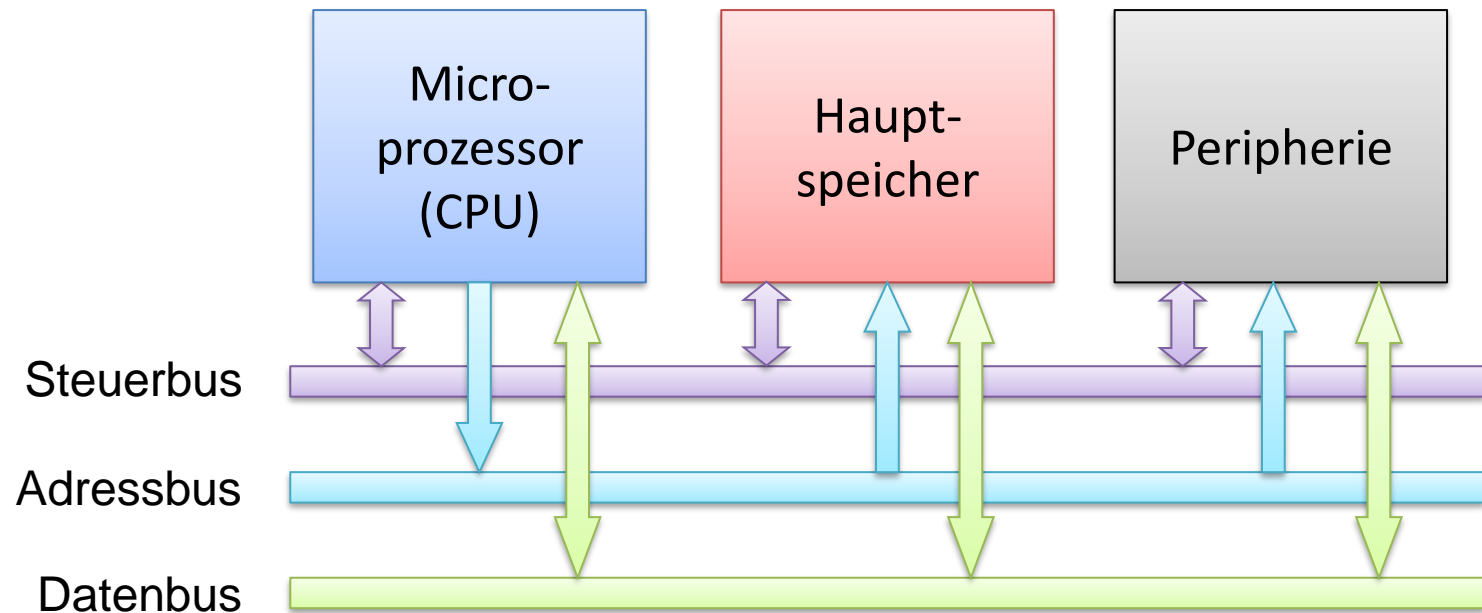 Micro-
prozessor
(CPU)
Haupt-
speicher
Peripherie
Steuerbus
Adressbus
Datenbus